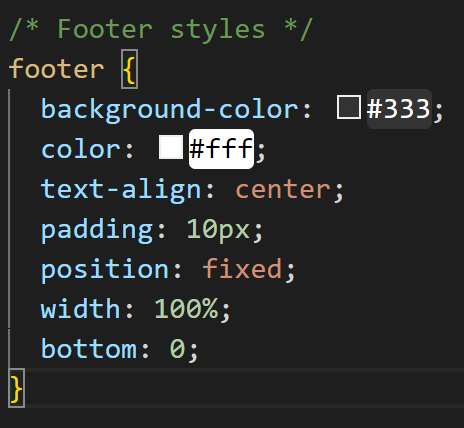 /* Footer styles */
footer {
  background-color: #333;
  color: #fff;
  text-align: center;
  padding: 10px;
  position: fixed;
  width: 100%;
  bottom: 0;
}